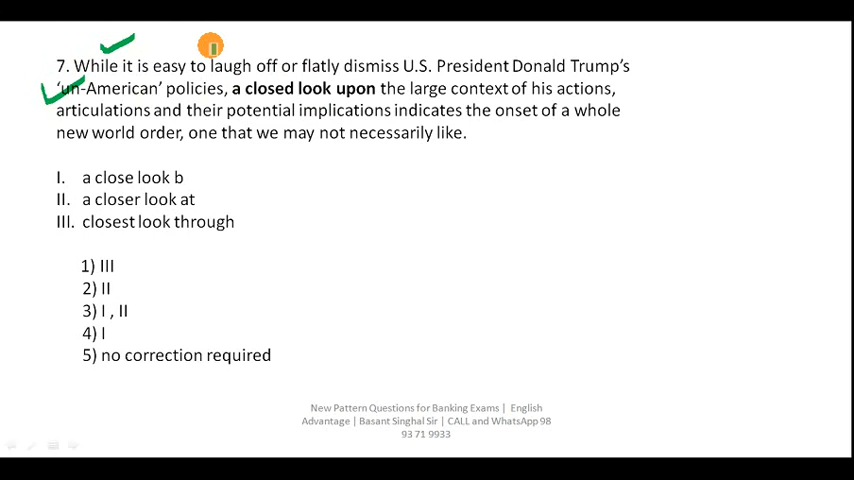 7. While it is easy to laugh off or flatly dismiss U.S. President Donald Trump's
'un-American' policies, a closed look upon the large context of his actions,
articulations and their potential implications indicates the onset of a whole
new world order, one that we may not necessarily like.
I. a close look b
II. a closer look at
III. closest look through
1) III
2) II
3) I , II
4) I
5) no correction required
New Pattern Questions for Banking Exams | English
Advantage | Basant Singhal Sir | CALL and WhatsApp 98
93 71 9933